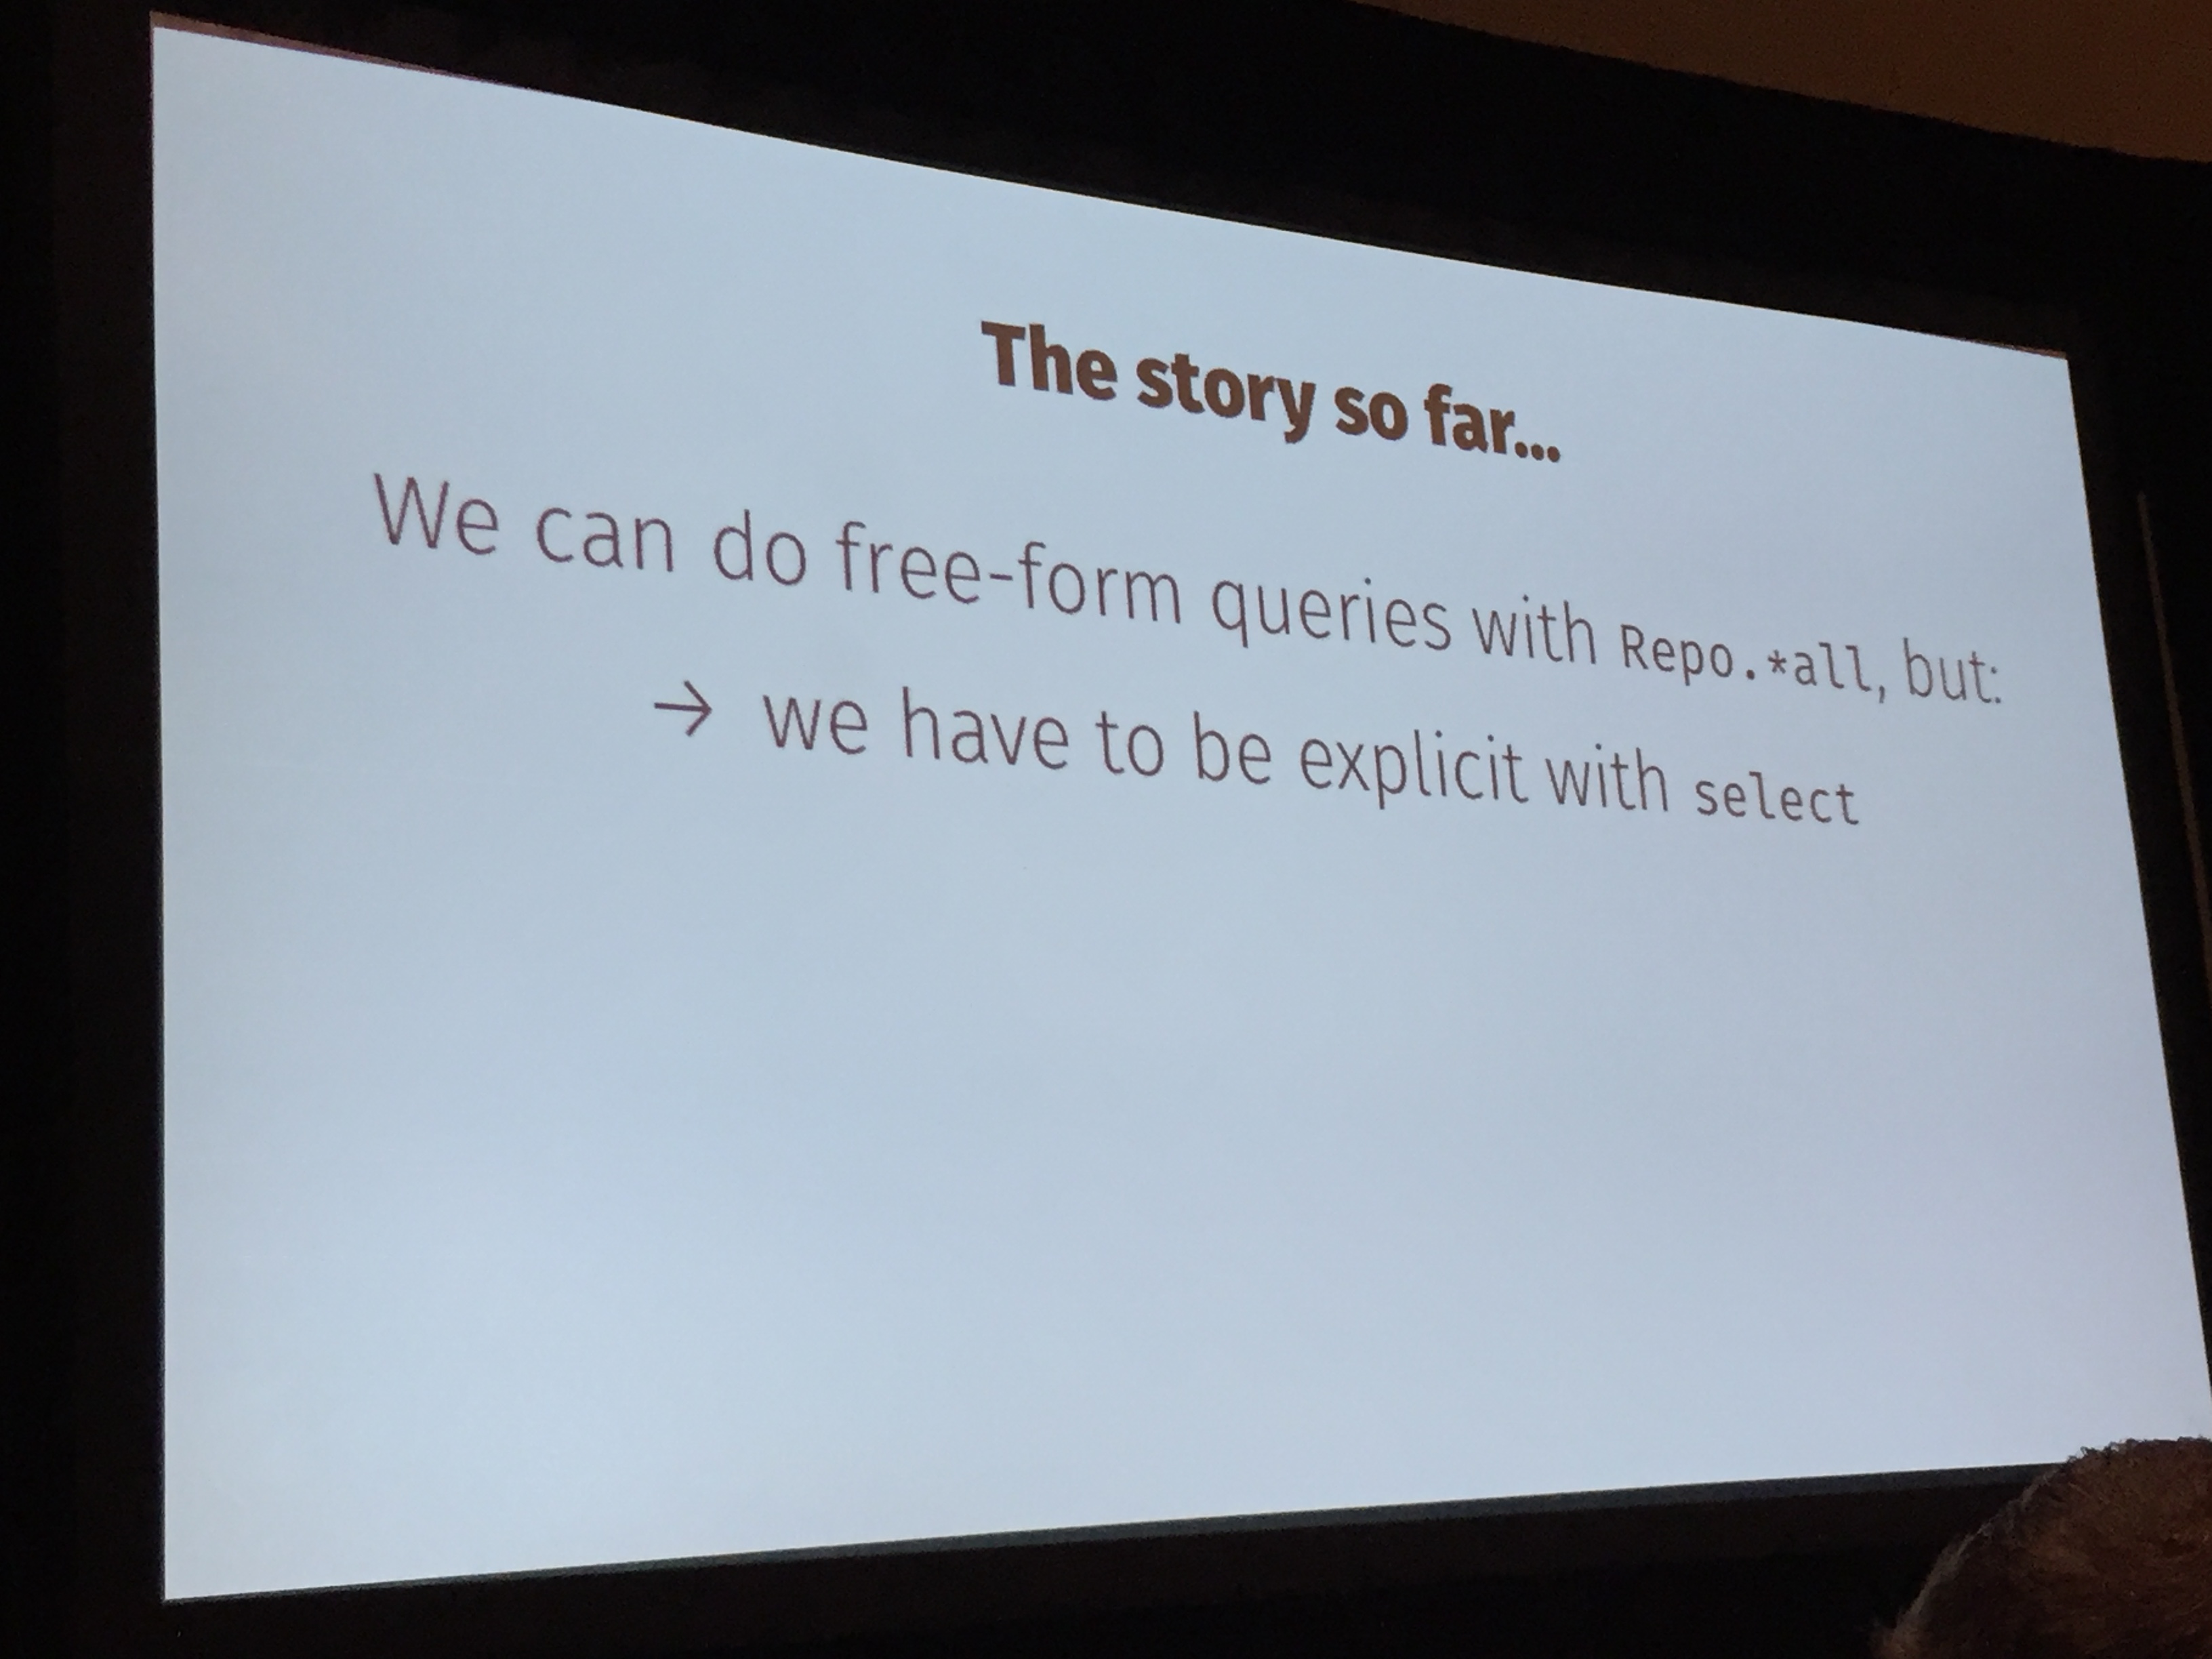 The story so far...
We can do free-form queries with Repo.*all, but:
→ we have to be explicit with select